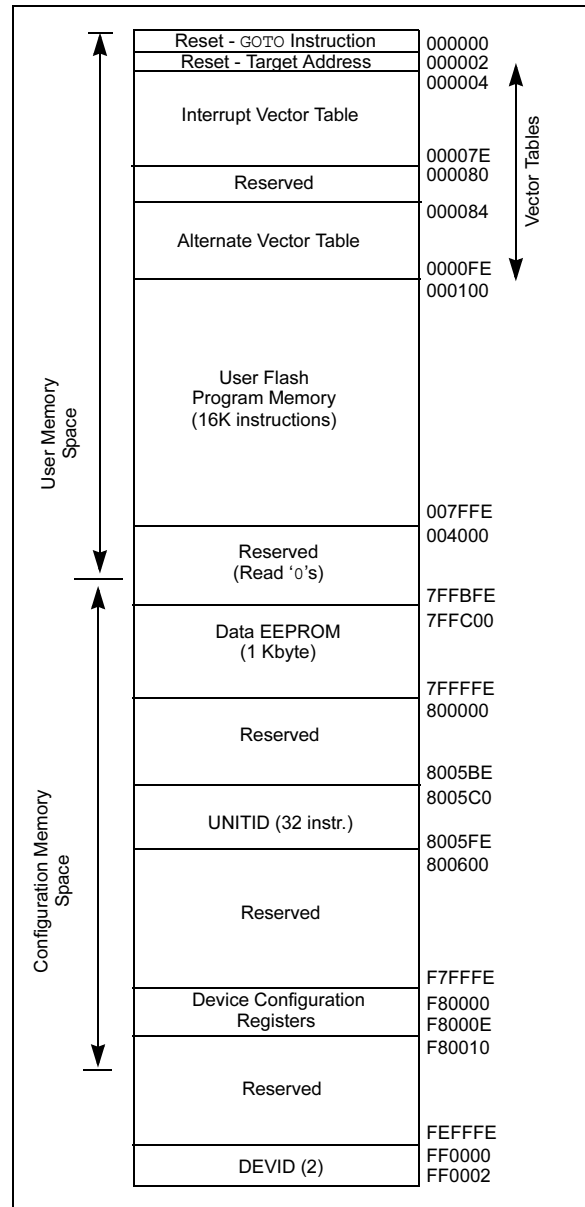 Reset - GOTO Instruction
000000
Reset - Target Address
000002
000004
Interrupt Vector Table
00007E
000080
Reserved
000084
Alternate Vector Table
0000FE
000100
Vector Tables
User Flash
Program Memory
(16K instructions)
User Memory
Space
007FFE
004000
Reserved
(Read ‘0’s)
7FFBFE
7FFC00
Data EEPROM
(1 Kbyte)
7FFFFE
800000
Reserved
8005BE
8005C0
UNITID (32 instr.)
8005FE
800600
Configuration Memory
Space
Reserved
F7FFFE
Device Configuration
Registers
F80000
F8000E
F80010
Reserved
FEFFFE
FF0000
DEVID (2)
FF0002